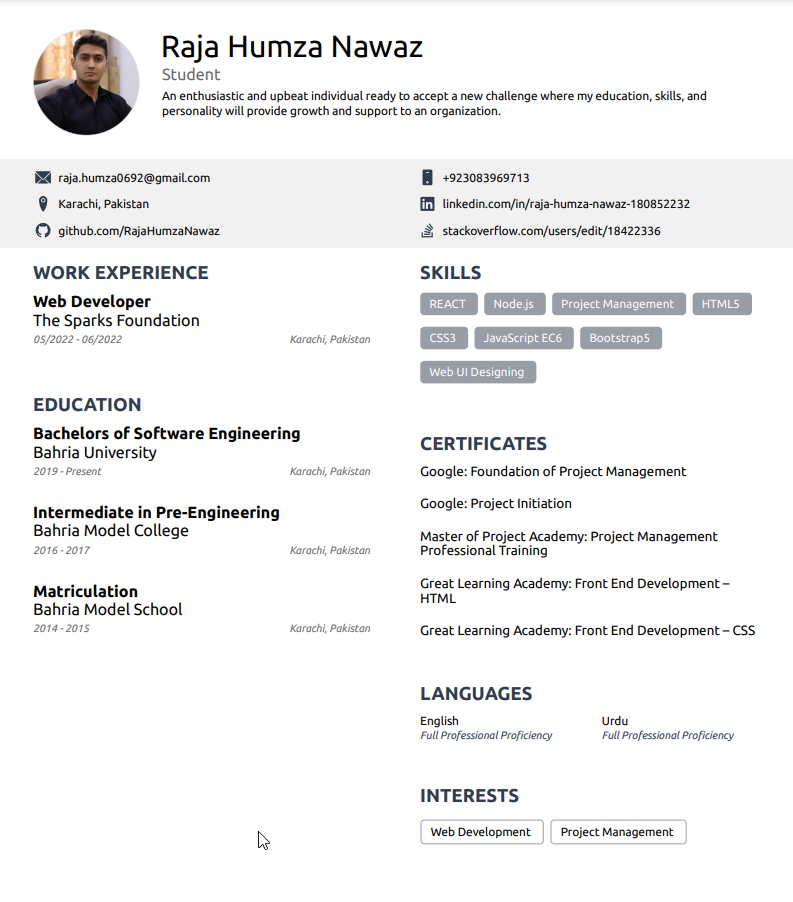 Raja Humza Nawaz
Student
An enthusiastic and upbeat individual ready to accept a new challenge where my education, skills, and
personality will provide growth and support to an organization.
raja.humza0692@gmail.com
+923083969713
Karachi, Pakistan
linkedin.com/in/raja-humza-nawaz-180852232
github.com/RajaHumzaNawaz
stackoverflow.com/users/edit/18422336
WORK EXPERIENCE
Web Developer
The Sparks Foundation
05/2022 - 06/2022
Karachi, Pakistan
EDUCATION
Bachelors of Software Engineering
Bahria University
2019 - Present
Karachi, Pakistan
Intermediate in Pre-Engineering
Bahria Model College
2016 - 2017
Karachi, Pakistan
Matriculation
Bahria Model School
2014 - 2015
Karachi, Pakistan
SKILLS
REACT
Node.js
Project Management
HTML5
CSS3
JavaScript EC6
Bootstrap5
Web UI Designing
CERTIFICATES
Google: Foundation of Project Management
Google: Project Initiation
Master of Project Academy: Project Management
Professional Training
Great Learning Academy: Front End Development –
HTML
Great Learning Academy: Front End Development – CSS
LANGUAGES
English
Full Professional Proficiency
Urdu
Full Professional Proficiency
INTERESTS
Web Development
Project Management